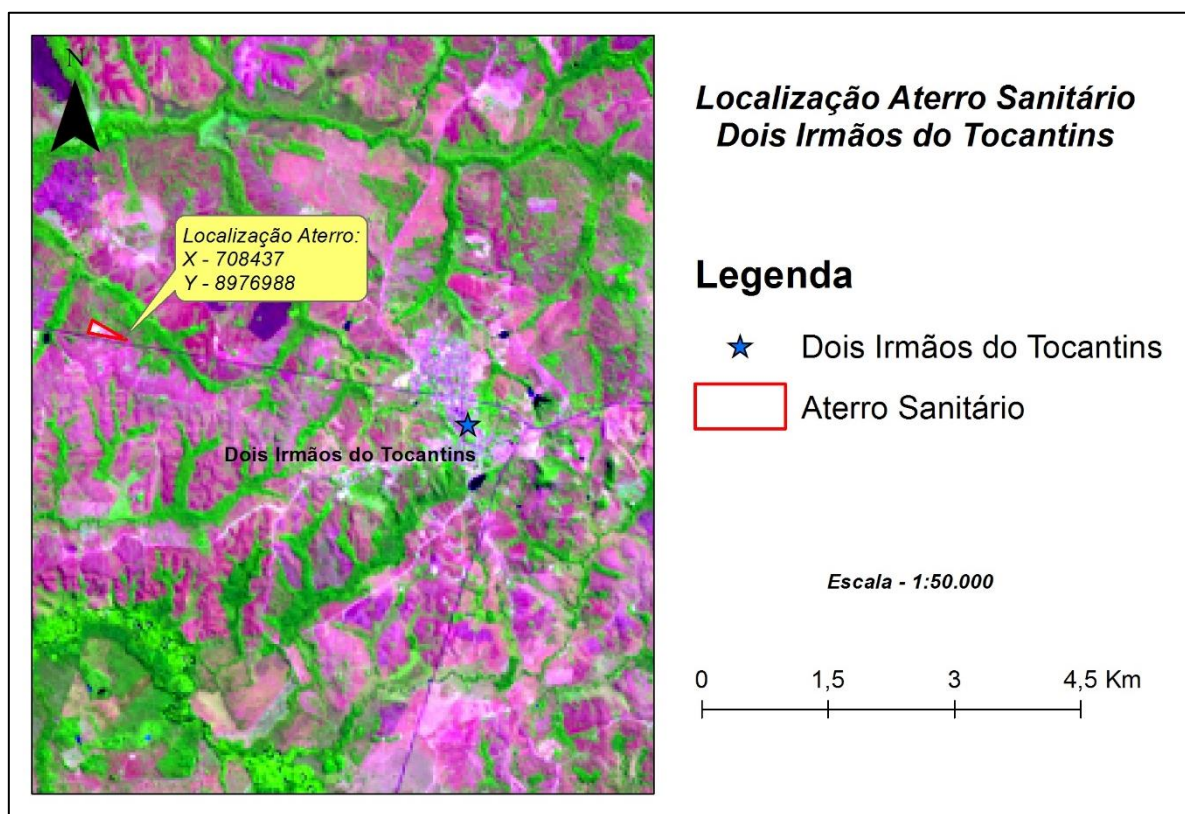 N
Localização Aterro:
X - 708437
Y - 8976988
Dois Irmãos do Tocantins
Localização Aterro Sanitário
Dois Irmãos do Tocantins
Legenda
Dois Irmãos do Tocantins
Aterro Sanitário
Escala - 1:50.000
0 1,5 3 4,5 Km